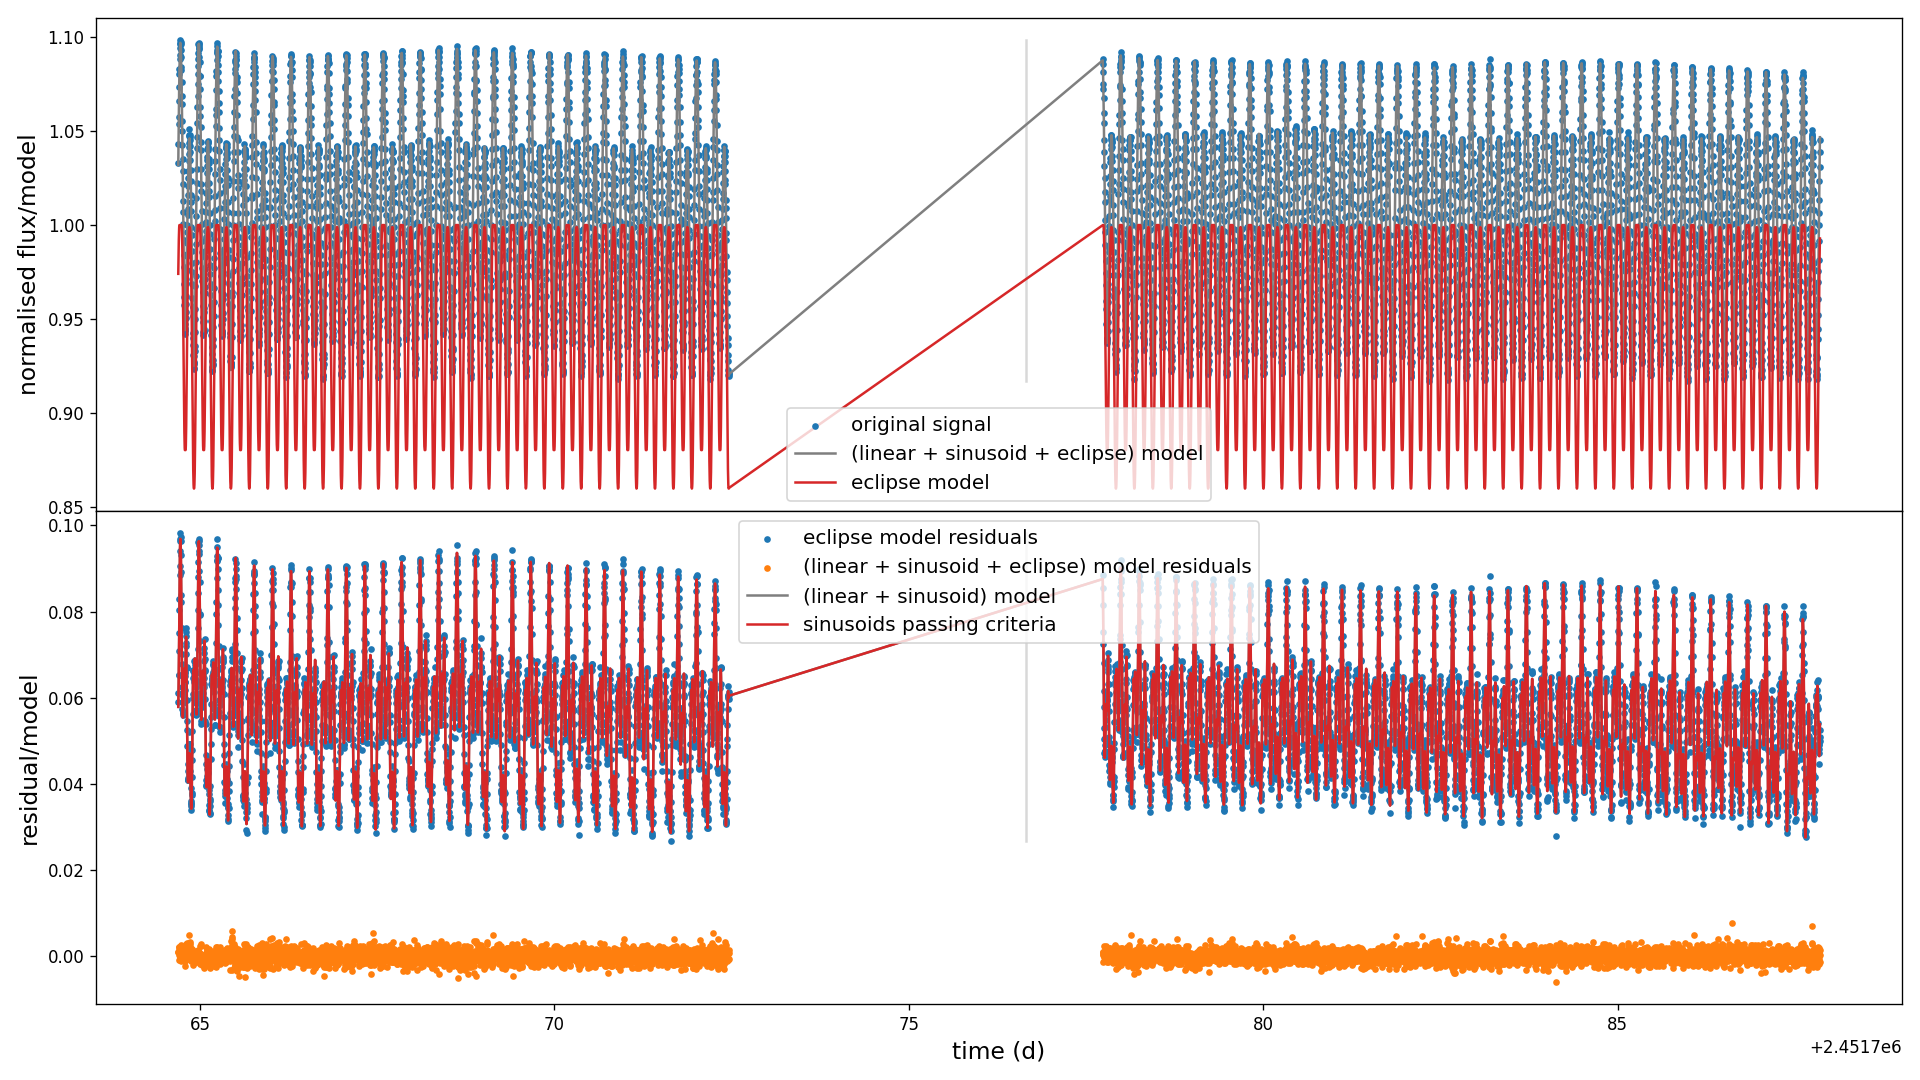 normalised flux/model
1.10
1.05
1.00
0.95
0.90
0.85
original signal
(linear + sinusoid + eclipse) model
eclipse model
residual/model
0.10
0.08
0.06
0.04
0.02
0.00
eclipse model residuals
(linear + sinusoid + eclipse) model residuals
(linear + sinusoid) model
sinusoids passing criteria
65
70
75
80
85
time (d)
+2.4517e6